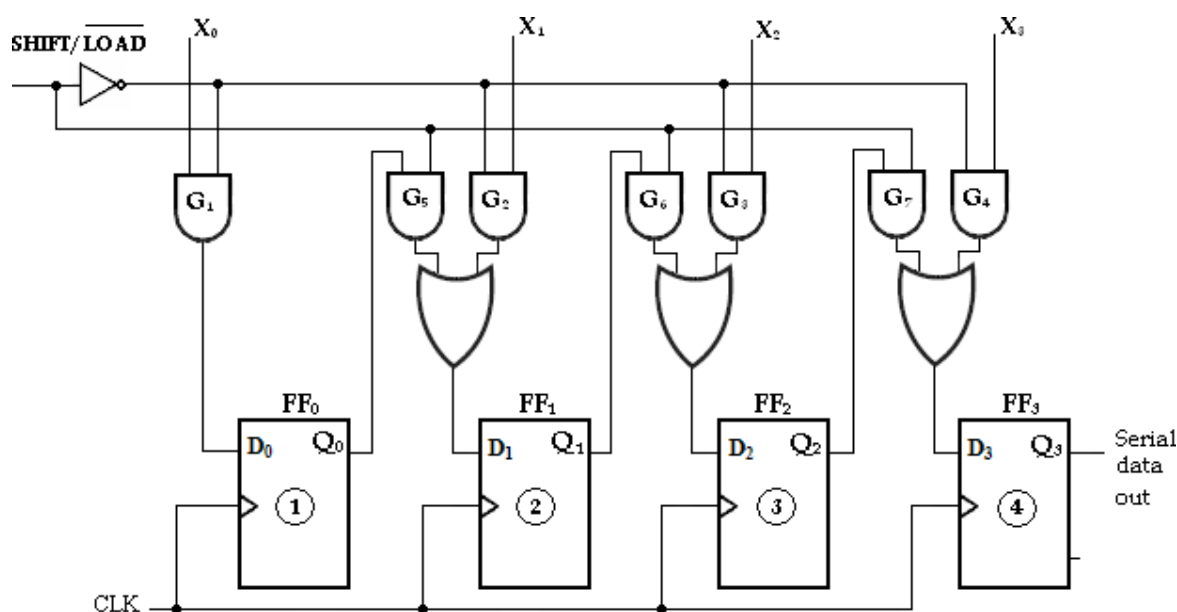 SHIFT/LOAD
X₀
X₁
X₂
X₃
G₁
G₅
G₂
G₆
G₃
G₇
G₄
FF₀
FF₁
FF₂
FF₃
D₀
Q₀
D₁
Q₁
D₂
Q₂
D₃
Q₃
Serial
data
out
1
2
3
4
CLK